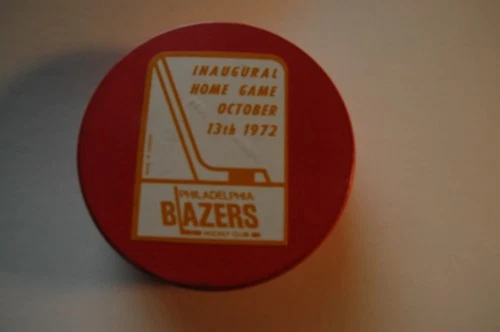 INAUGURAL
HOME GAME
OCTOBER
13th 1972
PHILADELPHIA
BLAZERS
HOCKEY CLUB